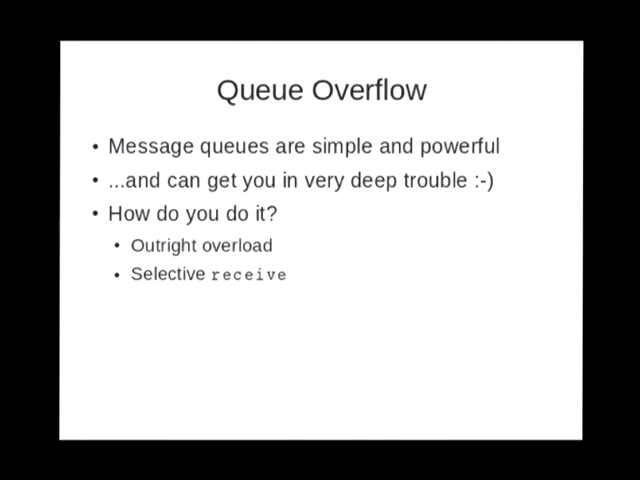 Queue Overflow
• Message queues are simple and powerful
• ...and can get you in very deep trouble :-)
• How do you do it?
• Outright overload
• Selective receive